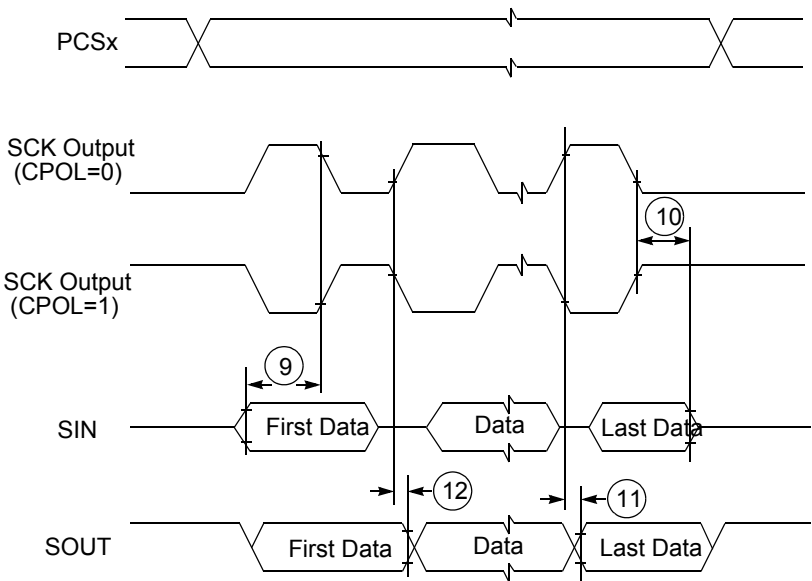 PCSx
SCK Output
(CPOL=0)
10
SCK Output
(CPOL=1)
9
SIN
First Data
Data
Last Data
12
11
SOUT
First Data
Data
Last Data